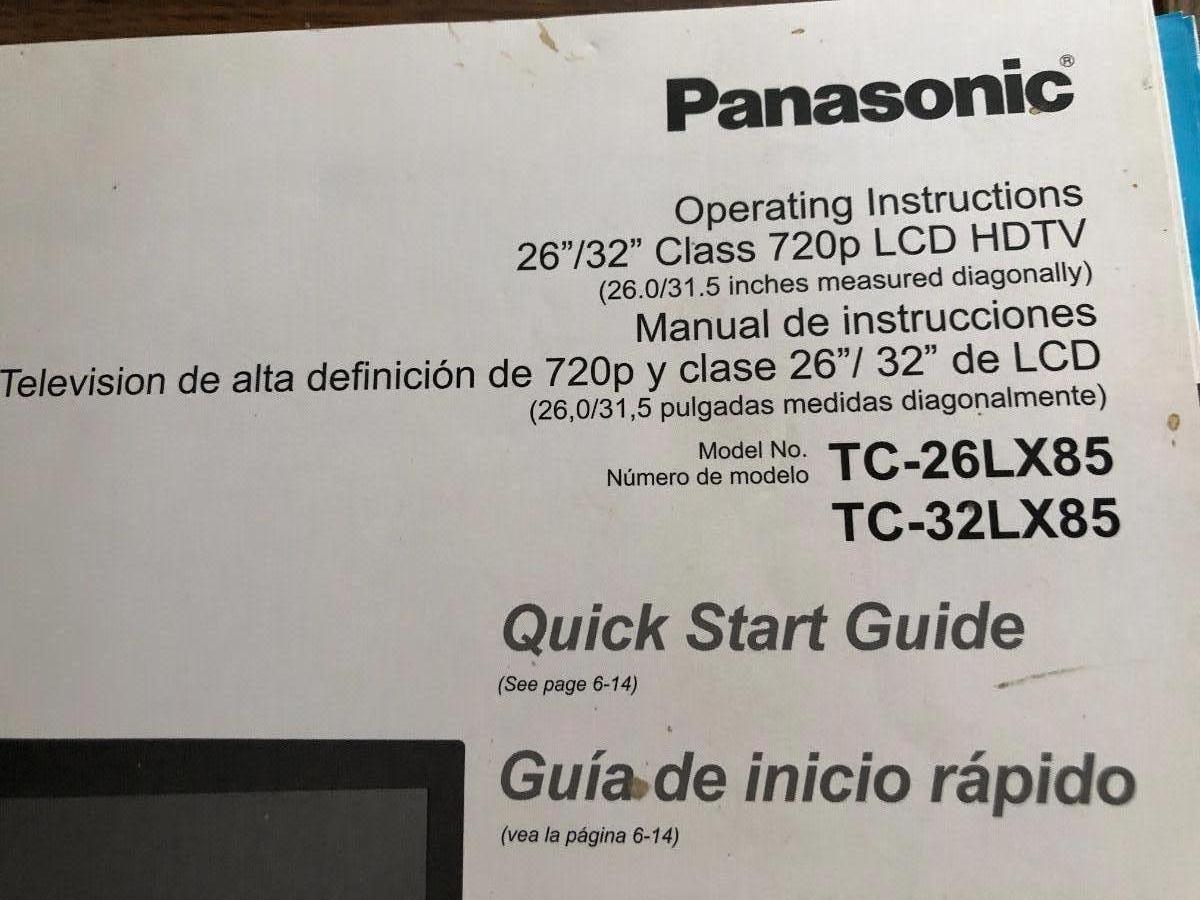 Panasonic®
Operating Instructions
26”/32” Class 720p LCD HDTV
(26.0/31.5 inches measured diagonally)
Manual de instrucciones
Television de alta definición de 720p y clase 26”/ 32” de LCD
(26,0/31,5 pulgadas medidas diagonalmente)
Model No.
Número de modelo
TC-26LX85
TC-32LX85
Quick Start Guide
(See page 6-14)
Guía de inicio rápido
(vea la página 6-14)